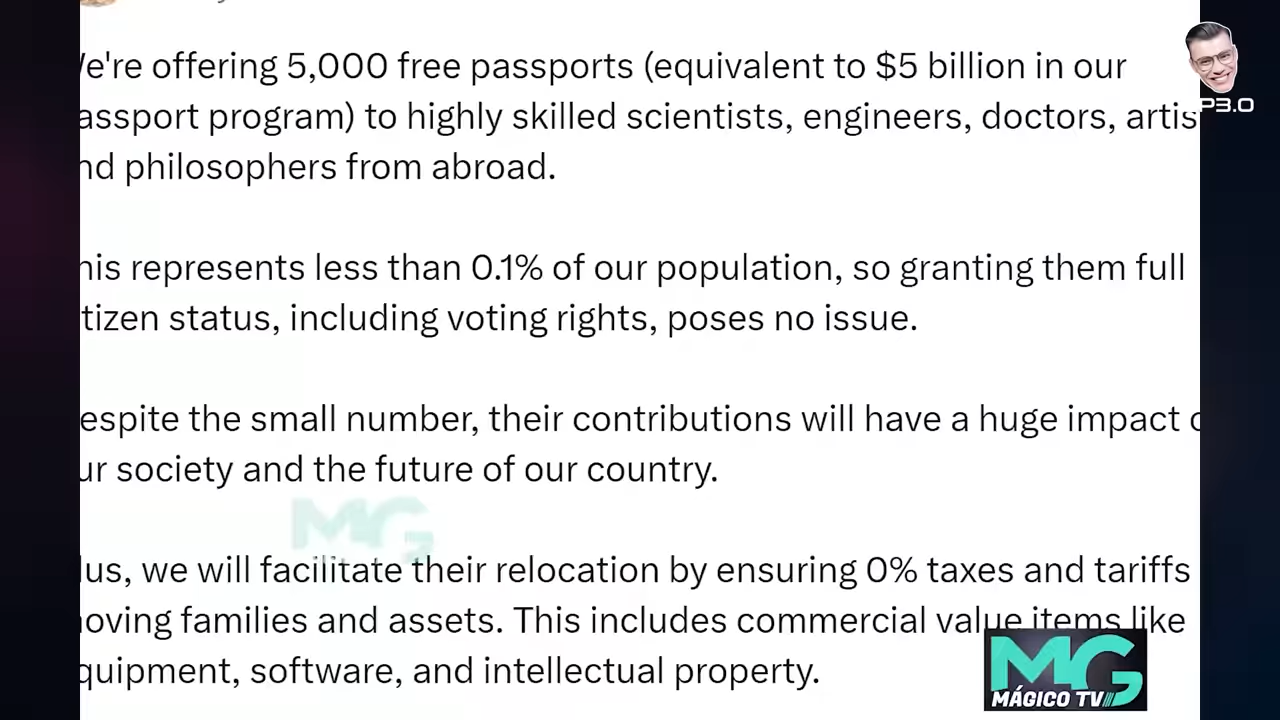 e're offering 5,000 free passports (equivalent to $5 billion in our
assport program) to highly skilled scientists, engineers, doctors, artis
nd philosophers from abroad.
his represents less than 0.1% of our population, so granting them full
tizen status, including voting rights, poses no issue.
espite the small number, their contributions will have a huge impact o
ur society and the future of our country.
lus, we will facilitate their relocation by ensuring 0% taxes and tariffs
oving families and assets. This includes commercial value items like
quipment, software, and intellectual property.
P3.0
MG
MG
MÁGICO TV